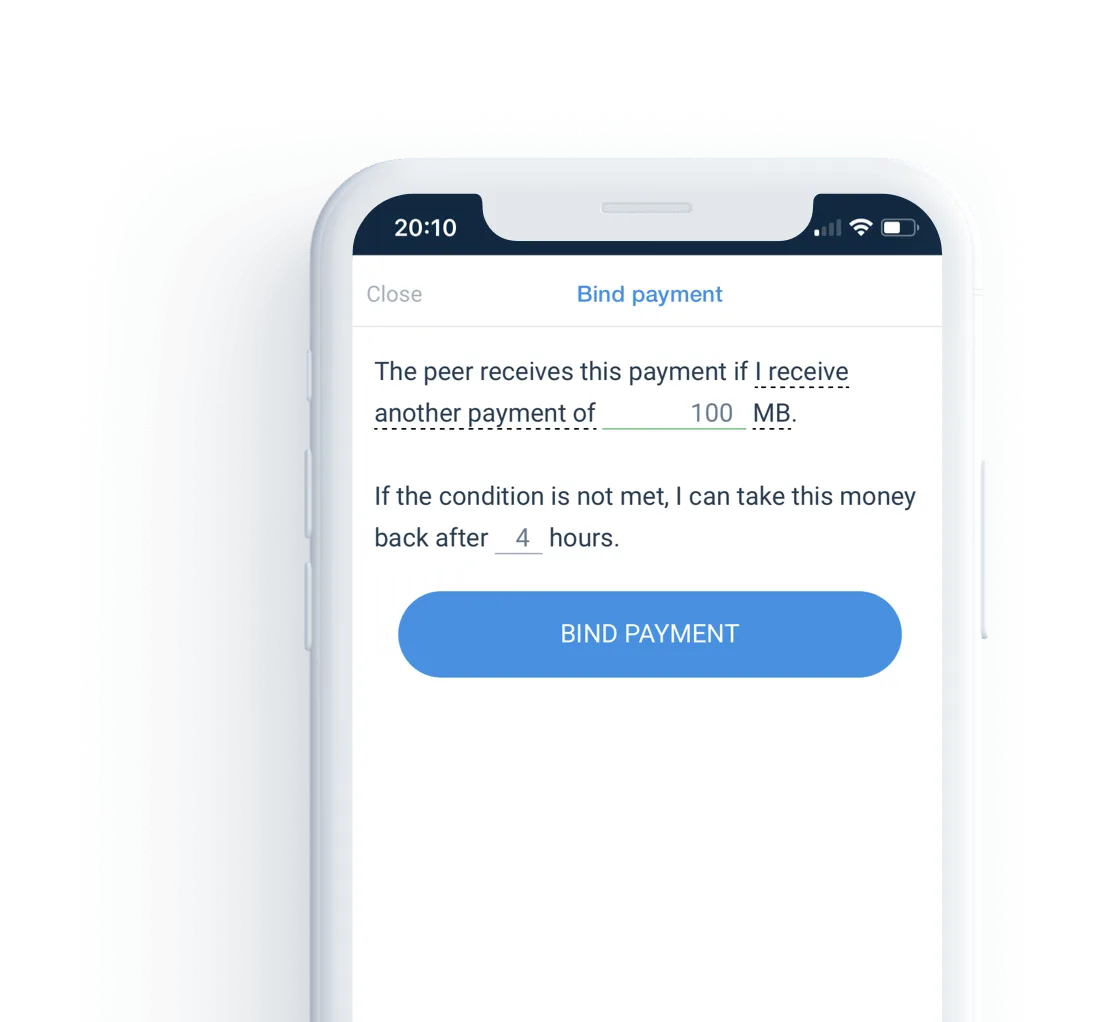 20:10
Close
Bind payment
The peer receives this payment if I receive
another payment of 100 MB.
If the condition is not met, I can take this money
back after 4 hours.
BIND PAYMENT